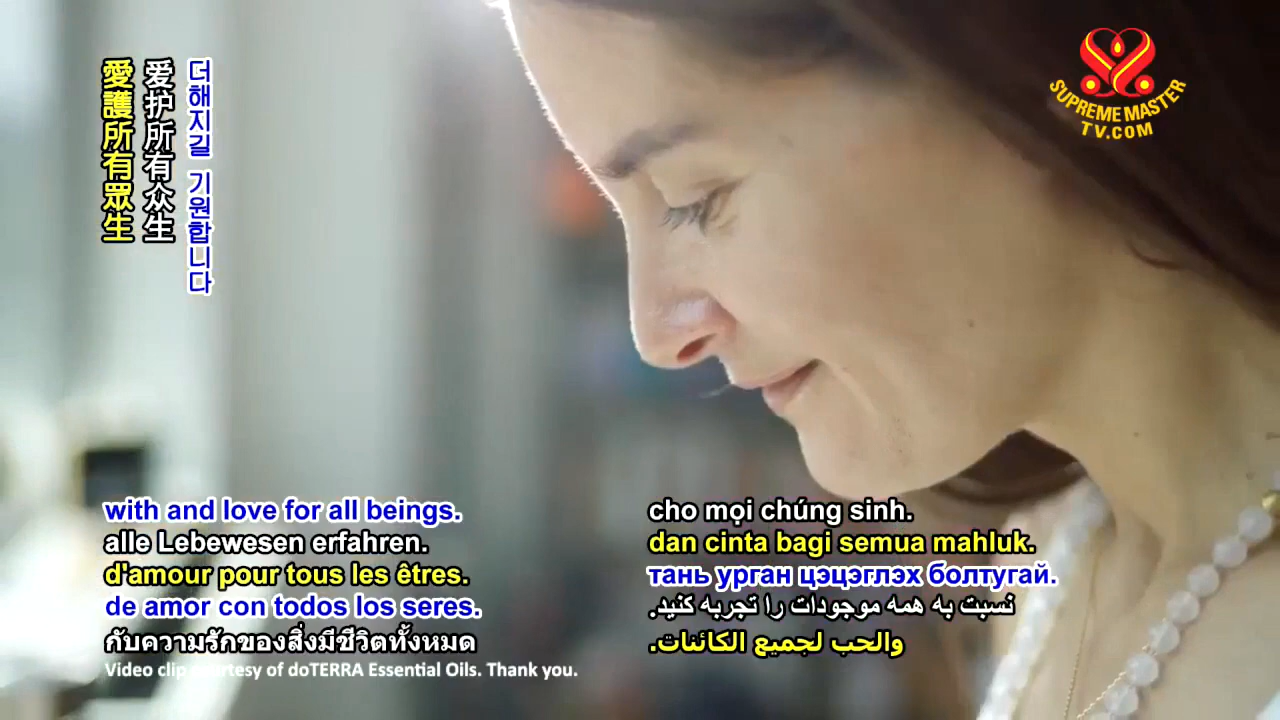 愛護所有眾生
爱护所有众生
더해지길 기원합니다
SUPREME MASTER
TV.COM
with and love for all beings.
alle Lebewesen erfahren.
d'amour pour tous les êtres.
de amor con todos los seres.
กับความรักของสิ่งมีชีวิตทั้งหมด
Video clip courtesy of doTERRA Essential Oils. Thank you.
cho mọi chúng sinh.
dan cinta bagi semua mahluk.
тань урган цэцэглэх болтугай.
نسبت به همه موجودات را تجربه کنید.
والحب لجميع الكائنات.